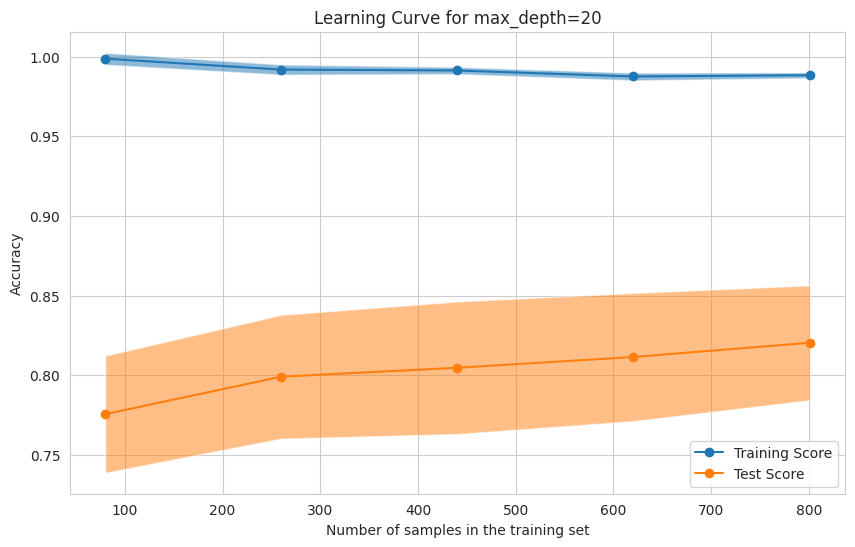 Learning Curve for max_depth=20
1.00
0.95
0.90
0.85
0.80
0.75
Accuracy
100 200 300 400 500 600 700 800
Number of samples in the training set
Training Score
Test Score